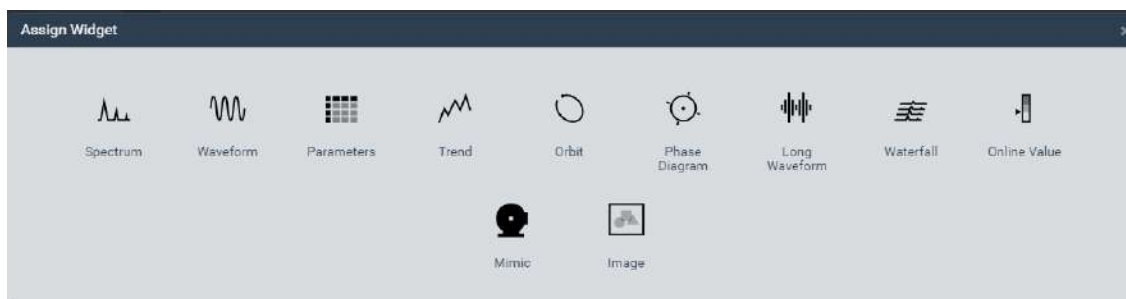 Assign Widget
Spectrum
Waveform
Parameters
Trend
Orbit
Phase
Diagram
Long
Waveform
Waterfall
Online Value
Mimic
Image